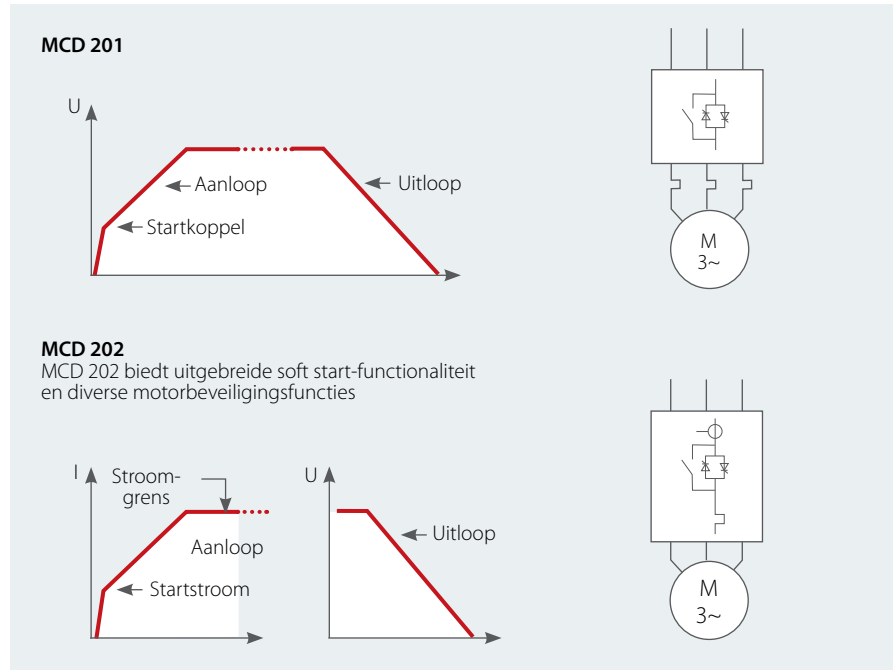 MCD 201
U
Aanloop
Uitloop
Startkoppel
M
3~
MCD 202
MCD 202 biedt uitgebreide soft start-functionaliteit
en diverse motorbeveiligingsfuncties
I
Stroom-
grens
Aanloop
Startstroom
U
Uitloop
M
3~